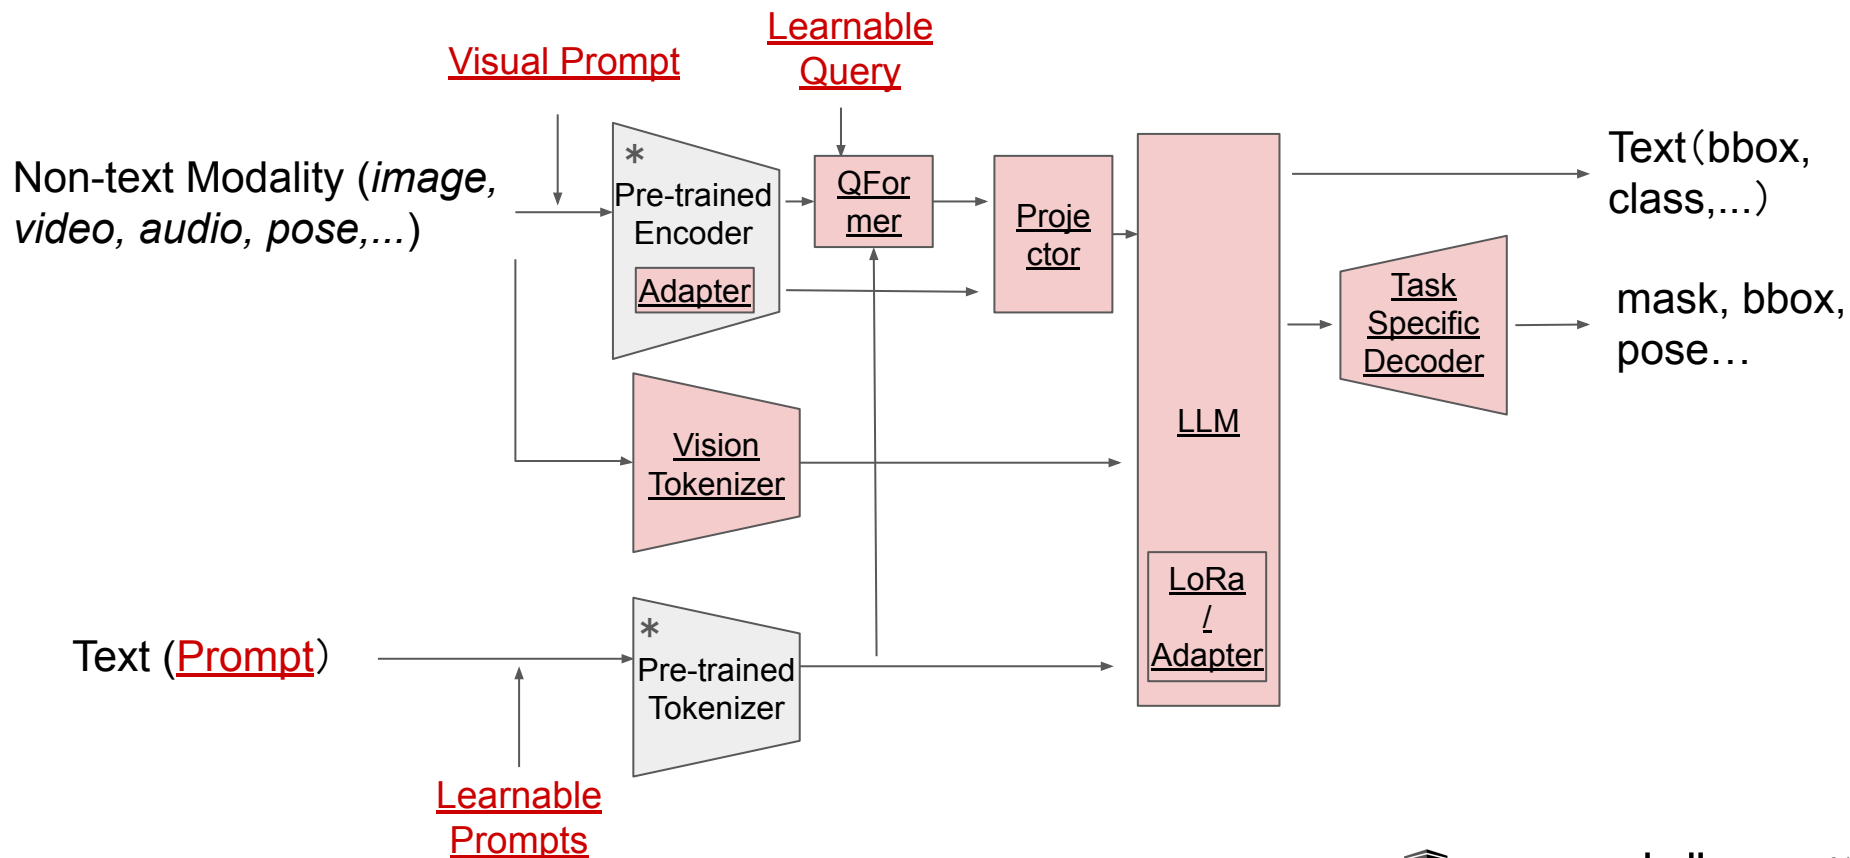 Learnable
Query
Visual Prompt
Non-text Modality (image,
video, audio, pose,...)
*
Pre-trained
Encoder
Adapter
QFor
mer
Proje
ctor
Text（bbox,
class,...）
Task
Specific
Decoder
mask, bbox,
pose...
LLM
Vision
Tokenizer
LoRa
/
Adapter
Text (Prompt）
*
Pre-trained
Tokenizer
Learnable
Prompts